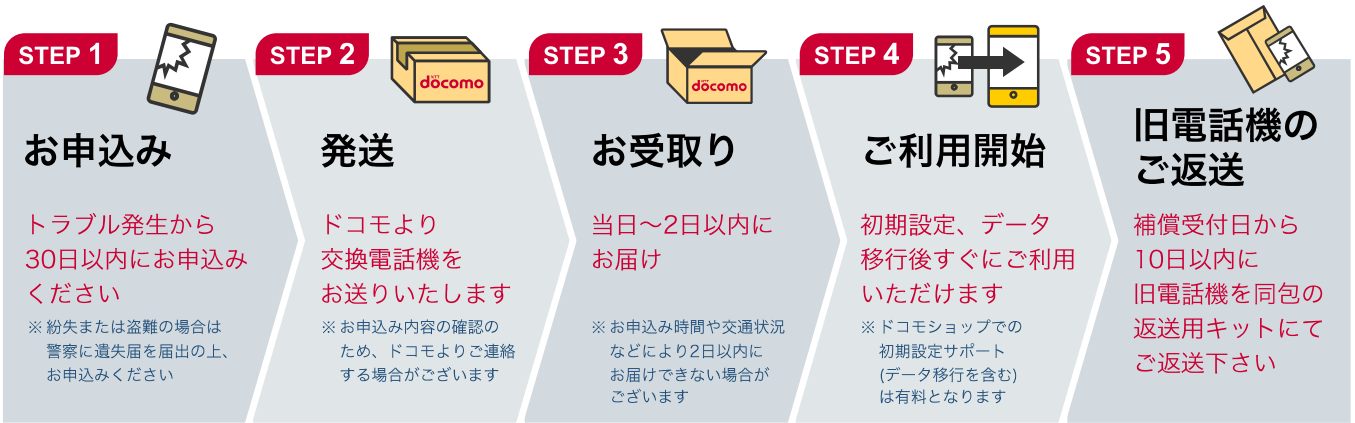 STEP 1
お申込み
トラブル発生から
30日以内にお申込み
ください
※ 紛失または盗難の場合は
警察に遺失届を届出の上、
お申込みください
STEP 2
NTT
döcomo
発送
ドコモより
交換電話機を
お送りいたします
※ お申込み内容の確認の
ため、ドコモよりご連絡
する場合がございます
STEP 3
NTT
döcomo
お受取り
当日〜2日以内に
お届け
※ お申込み時間や交通状況
などにより2日以内に
お届けできない場合が
ございます
STEP 4
ご利用開始
初期設定、データ
移行後すぐにご利用
いただけます
※ ドコモショップでの
初期設定サポート
(データ移行を含む)
は有料となります
STEP 5
旧電話機の
ご返送
補償受付日から
10日以内に
旧電話機を同包の
返送用キットにて
ご返送下さい